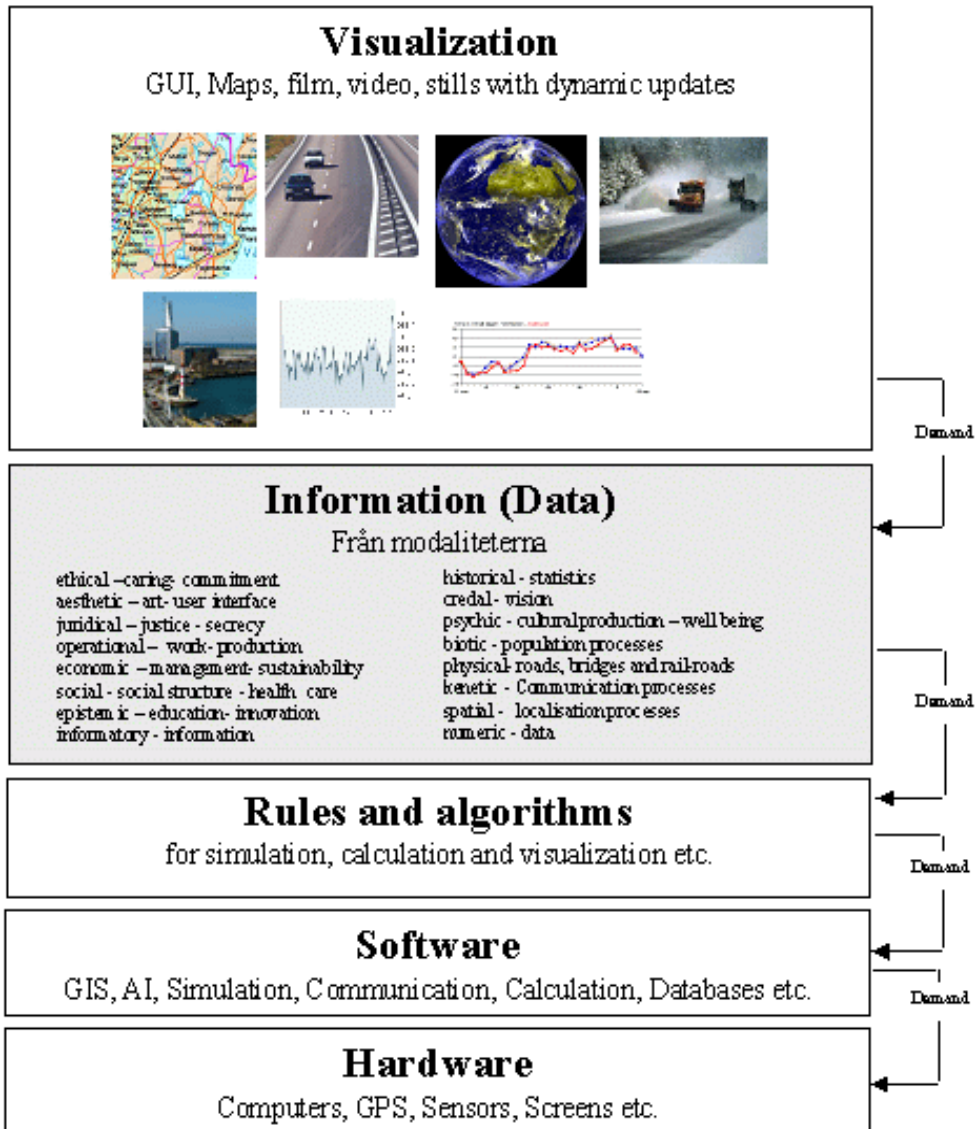 Visualization
GUI, Maps, film, video, stills with dynamic updates
Demand
Information (Data)
Från modaliteterna
ethical –caring- commitment
aesthetic – art- user interface
juridical – justice - secrecy
operational – work- production
economic – management- sustainability
social - social structure - health care
epistemic – education- innovation
informatory - information
historical - statistics
credal - vision
psychic - cultural production – well being
biotic - population processes
physical- roads, bridges and rail-roads
kenetic - Communication processes
spatial - localisation processes
numeric - data
Demand
Rules and algorithms
for simulation, calculation and visualization etc.
Demand
Software
GIS, AI, Simulation, Communication, Calculation, Databases etc.
Demand
Hardware
Computers, GPS, Sensors, Screens etc.